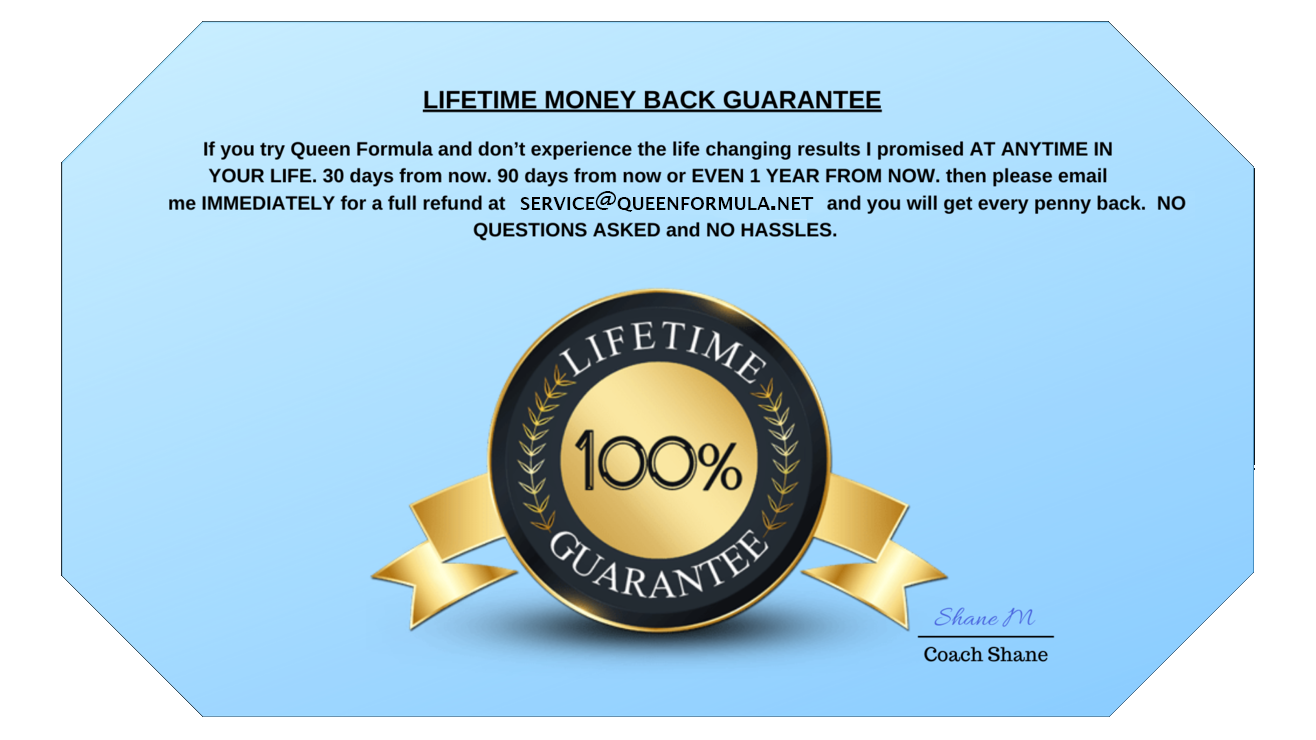 LIFETIME MONEY BACK GUARANTEE
If you try Queen Formula and don’t experience the life changing results I promised AT ANYTIME IN
YOUR LIFE. 30 days from now. 90 days from now or EVEN 1 YEAR FROM NOW. then please email
me IMMEDIATELY for a full refund at SERVICE@QUEENFORMULA.NET and you will get every penny back. NO
QUESTIONS ASKED and NO HASSLES.
LIFETIME
100%
GUARANTEE
Shane M
Coach Shane